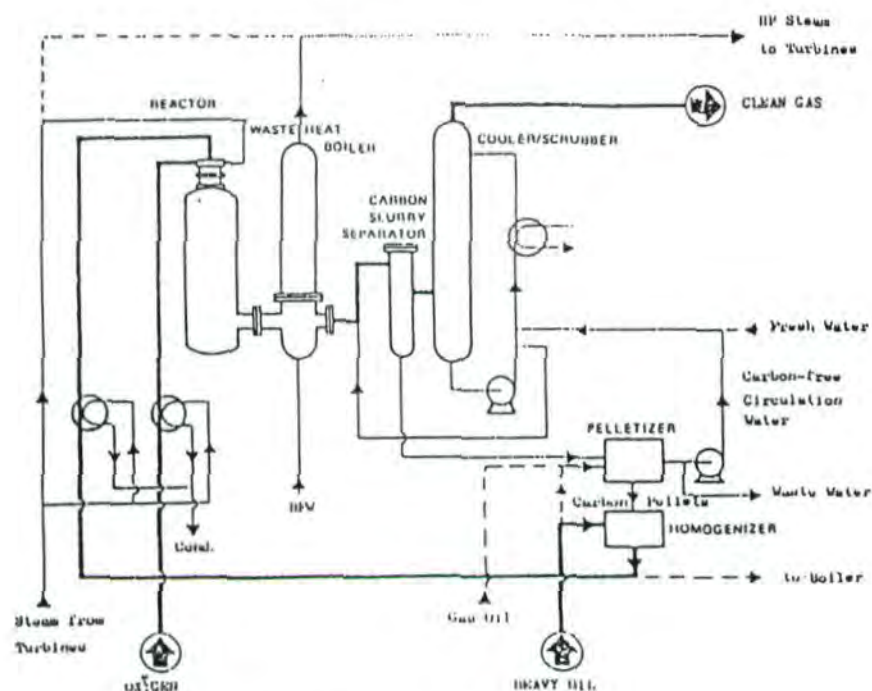 HP Steam
to Turbines
REACTOR
CLEAN GAS
WASTE HEAT
BOILER
COOLER/SCRUBBER
CARBON
SLURRY
SEPARATOR
Fresh Water
Carbon-free
Circulation
Water
PELLETIZER
Waste Water
BFW
Carbon Pellets
HOMOGENIZER
Cond.
to Boiler
Gas Oil
Steam from
Turbines
OXYGEN
HEAVY OIL